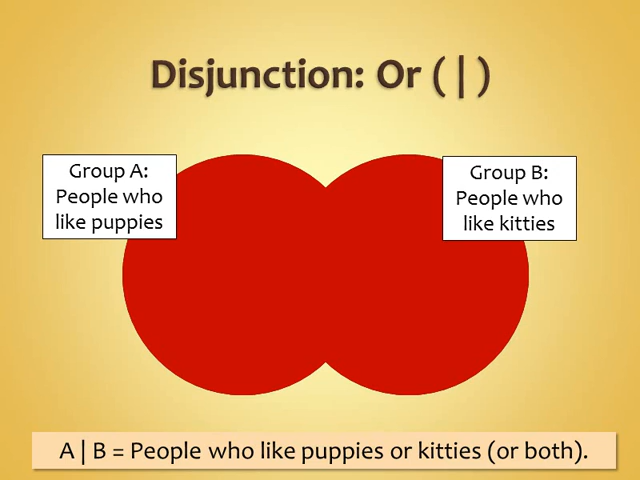 Disjunction: Or ( | )
Group A:
People who
like puppies
Group B:
People who
like kitties
A | B = People who like puppies or kitties (or both).